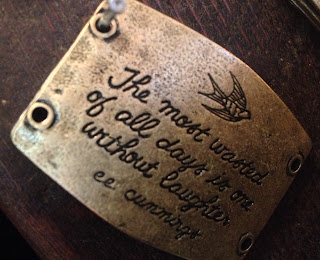 The most wasted
of all days is one
without laughter
ee cummings